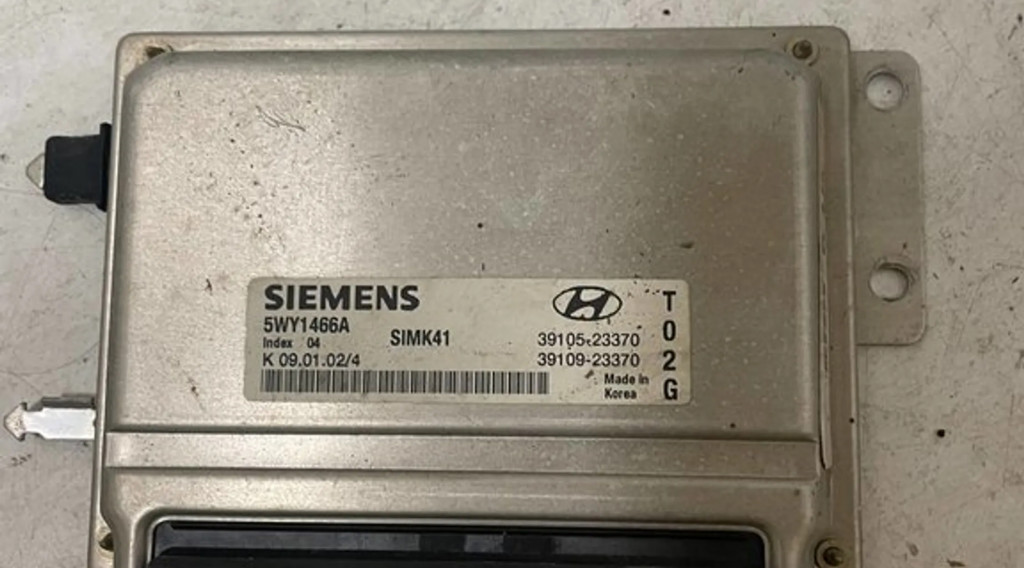 SIEMENS
5WY1466A
Index 04 SIMK41
K 09.01.02/4
39105-23370
39109-23370
Made in
Korea
T
0
2
G